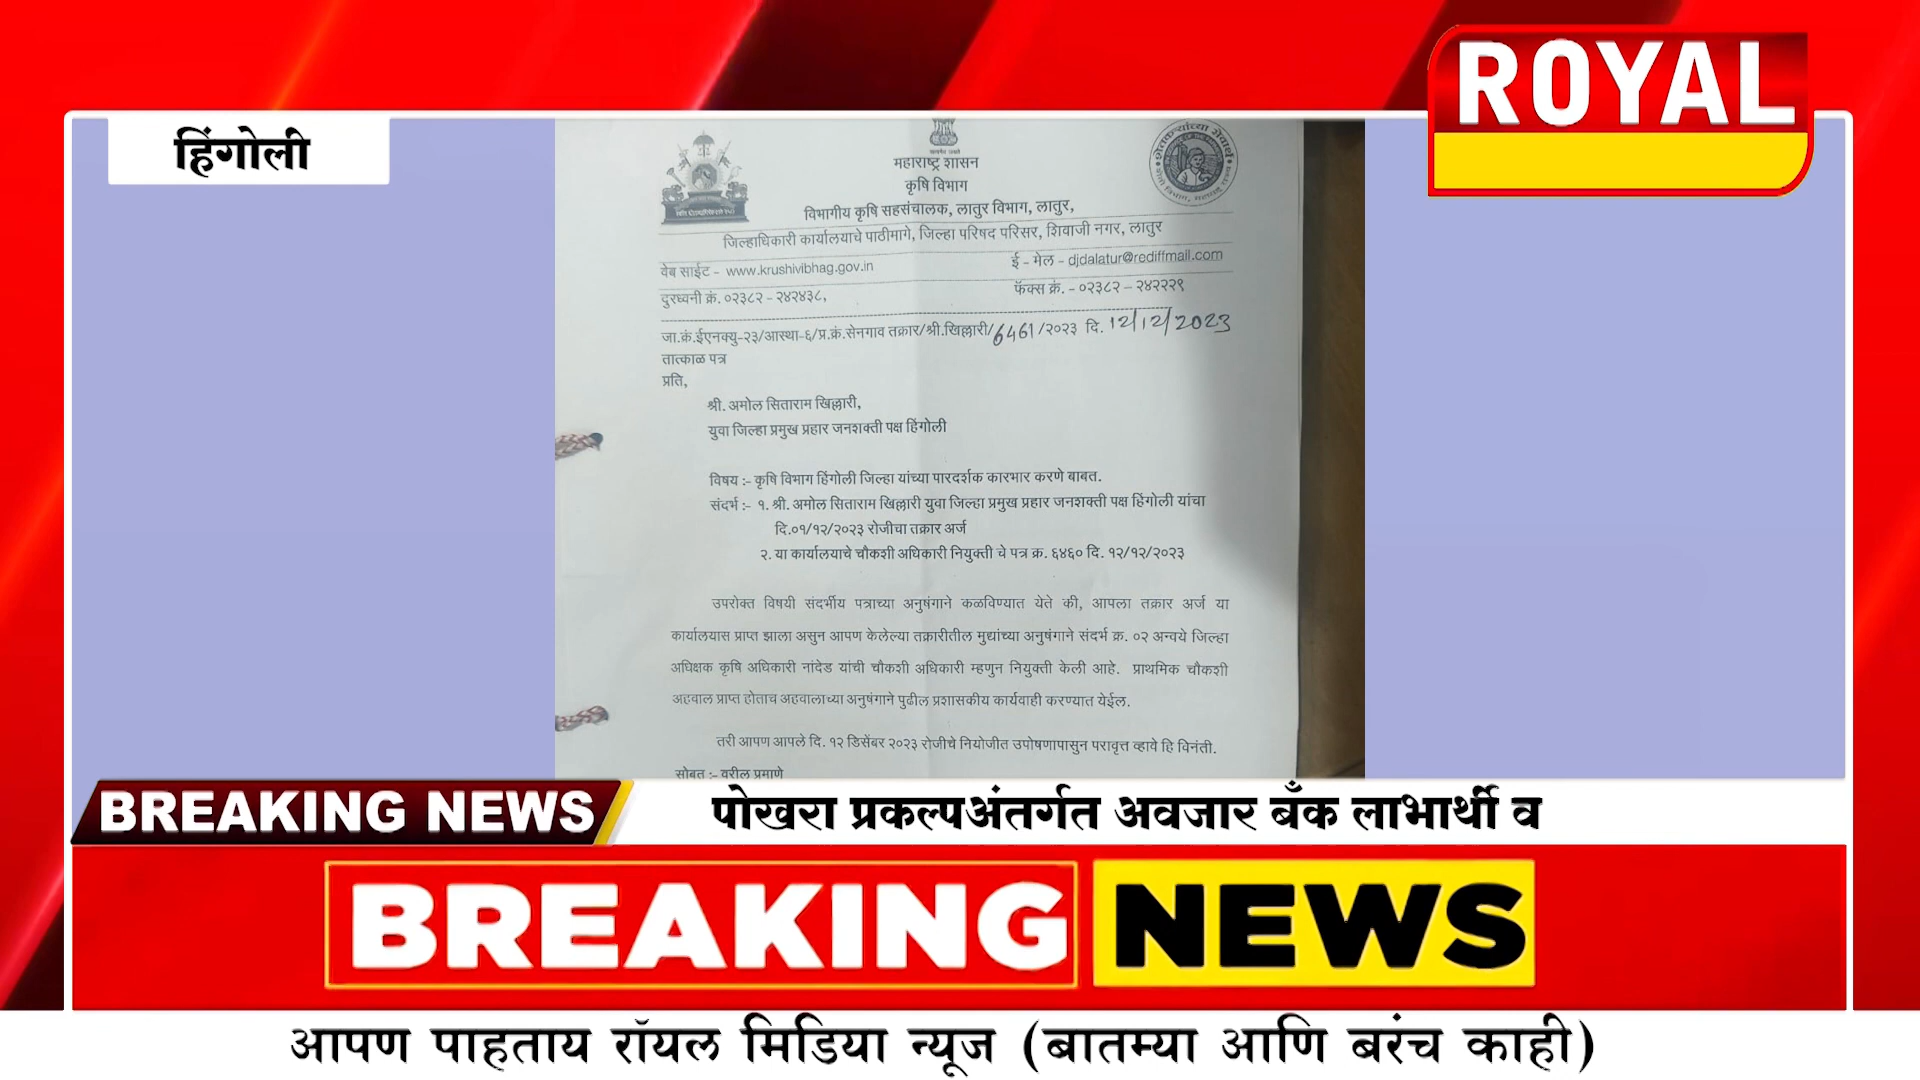 ROYAL
हिंगोली
महाराष्ट्र शासन
कृषि विभाग
विभागीय कृषि सहसंचालक, लातुर विभाग, लातुर,
जिल्हाधिकारी कार्यालयाचे पाठीमागे, जिल्हा परिषद परिसर, शिवाजी नगर, लातुर
वेब साईट - www.krushivibhag.gov.in ई - मेल - djdalatur@rediffmail.com
दुरध्वनी क्रं. ०२३८२ - २४२४३८, फॅक्स क्रं. - ०२३८२ - २४२२२९
जा.क्रं.ईएनक्यु-२३/आस्था-६/प्र.क्रं.सेनगाव तक्रार/श्री.खिल्लारी/6461/२०२३ दि. 12/12/2023
तात्काळ पत्र
प्रति,
श्री. अमोल सिताराम खिल्लारी,
युवा जिल्हा प्रमुख प्रहार जनशक्ती पक्ष हिंगोली
विषय :- कृषि विभाग हिंगोली जिल्हा यांच्या पारदर्शक कारभार करणे बाबत.
संदर्भ :- १. श्री. अमोल सिताराम खिल्लारी युवा जिल्हा प्रमुख प्रहार जनशक्ती पक्ष हिंगोली यांचा
दि.०१/१२/२०२३ रोजीचा तक्रार अर्ज
२. या कार्यालयाचे चौकशी अधिकारी नियुक्ती चे पत्र क्र. ६४६० दि. १२/१२/२०२३
उपरोक्त विषयी संदर्भीय पत्राच्या अनुषंगाने कळविण्यात येते की, आपला तक्रार अर्ज या
कार्यालयास प्राप्त झाला असुन आपण केलेल्या तक्रारीतील मुद्यांच्या अनुषंगाने संदर्भ क्र. ०२ अन्वये जिल्हा
अधिक्षक कृषि अधिकारी नांदेड यांची चौकशी अधिकारी म्हणुन नियुक्ती केली आहे. प्राथमिक चौकशी
अहवाल प्राप्त होताच अहवालाच्या अनुषंगाने पुढील प्रशासकीय कार्यवाही करण्यात येईल.
तरी आपण आपले दि. १२ डिसेंबर २०२३ रोजीचे नियोजीत उपोषणापासुन परावृत्त व्हावे हि विनंती.
सोबत :- वरील प्रमाणे
BREAKING NEWS
पोखरा प्रकल्पअंतर्गत अवजार बँक लाभार्थी व
BREAKING NEWS
आपण पाहताय रॉयल मिडिया न्यूज (बातम्या आणि बरंच काही)